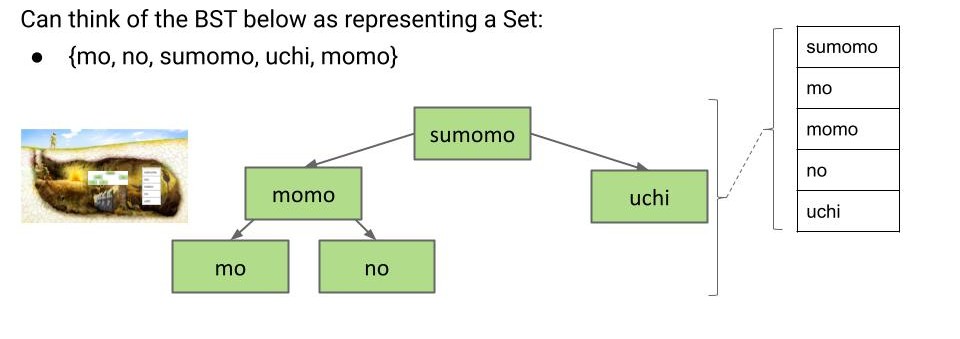 Can think of the BST below as representing a Set:
● {mo, no, sumomo, uchi, momo}
sumomo
momo
uchi
mo
no
sumomo
mo
momo
no
uchi